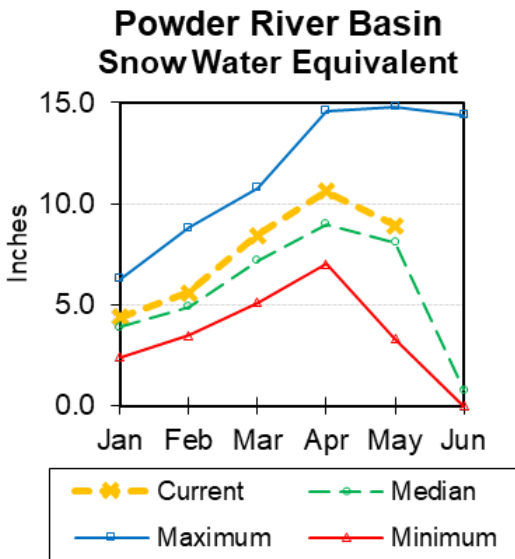 Powder River Basin
Snow Water Equivalent
15.0
10.0
5.0
0.0
Inches
Jan Feb Mar Apr May Jun
Current Median
Maximum Minimum